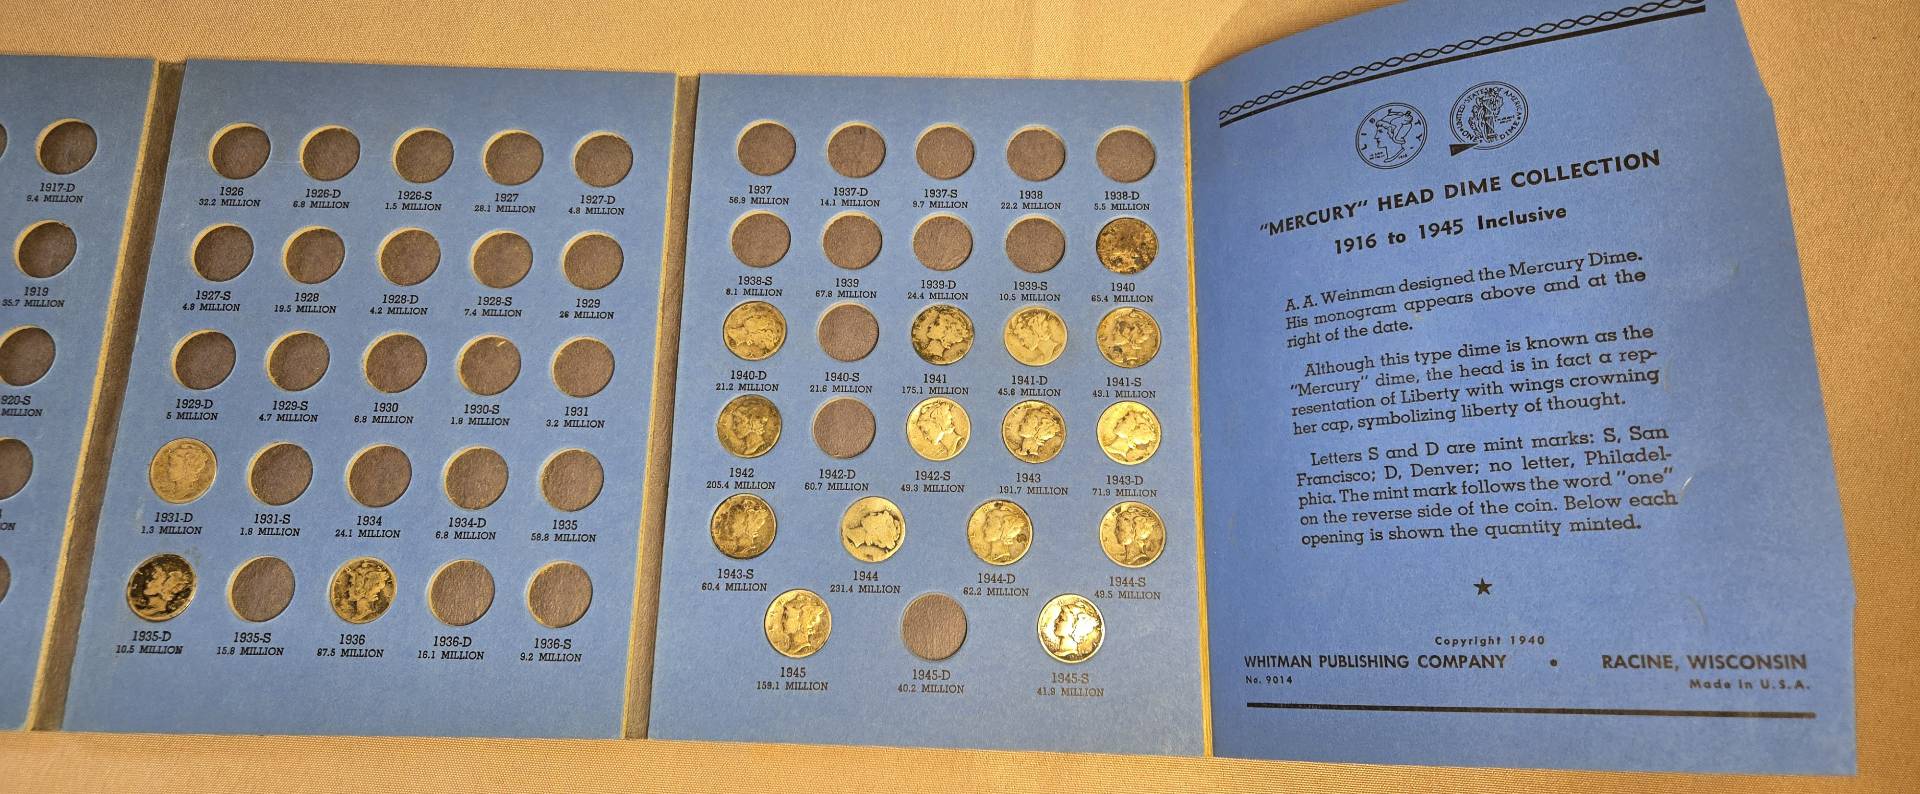 1917-D
8.4 MILLION
1919
35.7 MILLION
920-S
MILLION
ON
1926
32.2 MILLION
1926-D
6.8 MILLION
1926-S
1.5 MILLION
1927
28.1 MILLION
1927-D
4.8 MILLION
1927-S
4.8 MILLION
1928
19.5 MILLION
1928-D
4.2 MILLION
1928-S
7.4 MILLION
1929
26 MILLION
1929-D
5 MILLION
1929-S
4.7 MILLION
1930
6.8 MILLION
1930-S
1.8 MILLION
1931
3.2 MILLION
1931-D
1.3 MILLION
1931-S
1.8 MILLION
1934
24.1 MILLION
1934-D
6.8 MILLION
1935
58.8 MILLION
1935-D
10.5 MILLION
1935-S
15.8 MILLION
1936
87.5 MILLION
1936-D
16.1 MILLION
1936-S
9.2 MILLION
1937
56.9 MILLION
1937-D
14.1 MILLION
1937-S
9.7 MILLION
1938
22.2 MILLION
1938-D
5.5 MILLION
1938-S
8.1 MILLION
1939
67.8 MILLION
1939-D
24.4 MILLION
1939-S
10.5 MILLION
1940
65.4 MILLION
1940-D
21.2 MILLION
1940-S
21.6 MILLION
1941
175.1 MILLION
1941-D
45.6 MILLION
1941-S
43.1 MILLION
1942
205.4 MILLION
1942-D
60.7 MILLION
1942-S
49.3 MILLION
1943
191.7 MILLION
1943-D
71.9 MILLION
1943-S
60.4 MILLION
1944
231.4 MILLION
1944-D
62.2 MILLION
1944-S
49.5 MILLION
1945
159.1 MILLION
1945-D
40.2 MILLION
1945-S
41.9 MILLION
UNITED STATES OF AMERICA
ONE DIME
"MERCURY" HEAD DIME COLLECTION
1916 to 1945 Inclusive
A. A. Weinman designed the Mercury Dime.
His monogram appears above and at the
right of the date.
Although this type dime is known as the
"Mercury" dime, the head is in fact a rep-
resentation of Liberty with wings crowning
her cap, symbolizing liberty of thought.
Letters S and D are mint marks: S, San
Francisco; D, Denver; no letter, Philadel-
phia. The mint mark follows the word "one"
on the reverse side of the coin. Below each
opening is shown the quantity minted.
Copyright 1940
WHITMAN PUBLISHING COMPANY • RACINE, WISCONSIN
No. 9014
Made in U.S.A.